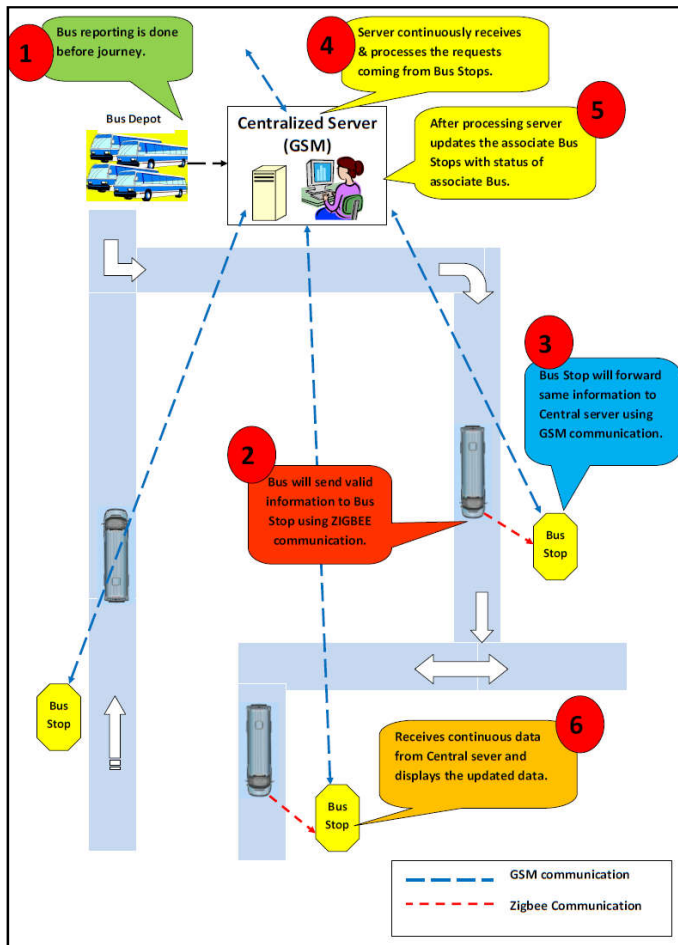 1
Bus reporting is done
before journey.
4
Server continuously receives
& processes the requests
coming from Bus Stops.
5
After processing server
updates the associate Bus
Stops with status of
associate Bus.
Bus Depot
Centralized Server
(GSM)
3
Bus Stop will forward
same information to
Central server using
GSM communication.
2
Bus will send valid
information to Bus
Stop using ZIGBEE
communication.
Bus
Stop
Bus
Stop
6
Receives continuous data
from Central sever and
displays the updated data.
Bus
Stop
GSM communication
Zigbee Communication